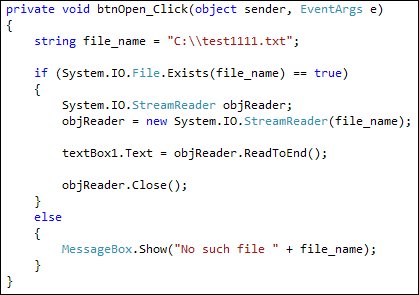 private void btnOpen_Click(object sender, EventArgs e)
{
string file_name = "C:\\test1111.txt";
if (System.IO.File.Exists(file_name) == true)
{
System.IO.StreamReader objReader;
objReader = new System.IO.StreamReader(file_name);
textBox1.Text = objReader.ReadToEnd();
objReader.Close();
}
else
{
MessageBox.Show("No such file " + file_name);
}
}